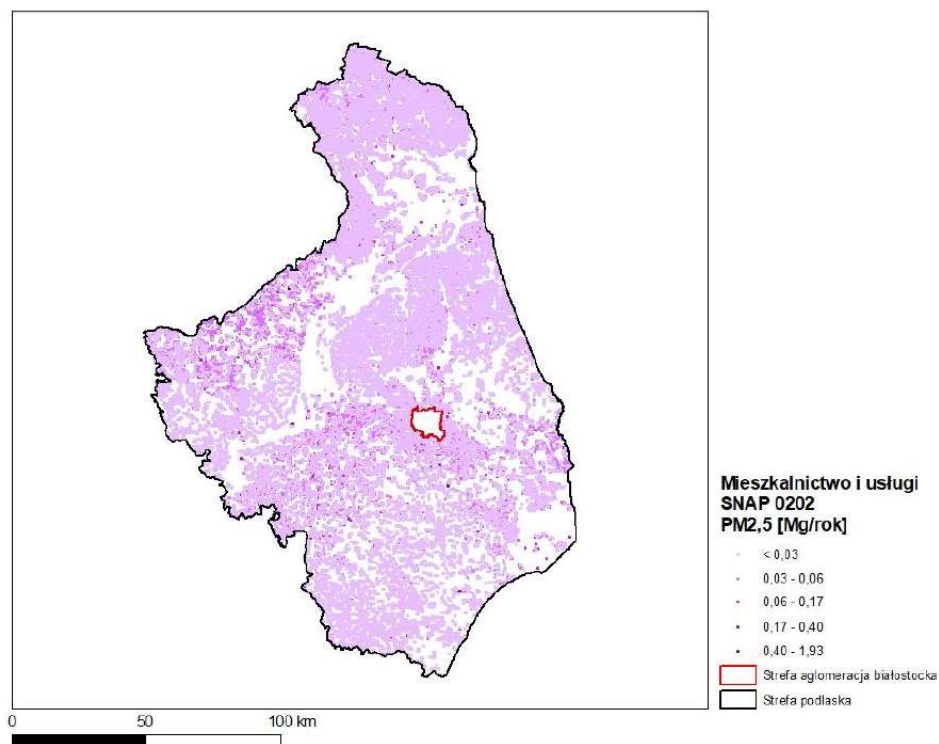 Mieszkalnictwo i usługi
SNAP 0202
PM2,5 [Mg/rok]
< 0,03
0,03 - 0,06
0,06 - 0,17
0,17 - 0,40
0,40 - 1,93
Strefa aglomeracja białostocka
Strefa podlaska
0 50 100 km